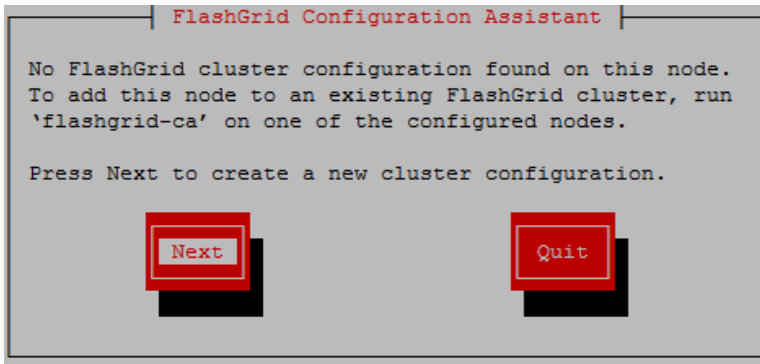 FlashGrid Configuration Assistant
No FlashGrid cluster configuration found on this node.
To add this node to an existing FlashGrid cluster, run
‘flashgrid-ca’ on one of the configured nodes.
Press Next to create a new cluster configuration.
Next
Quit